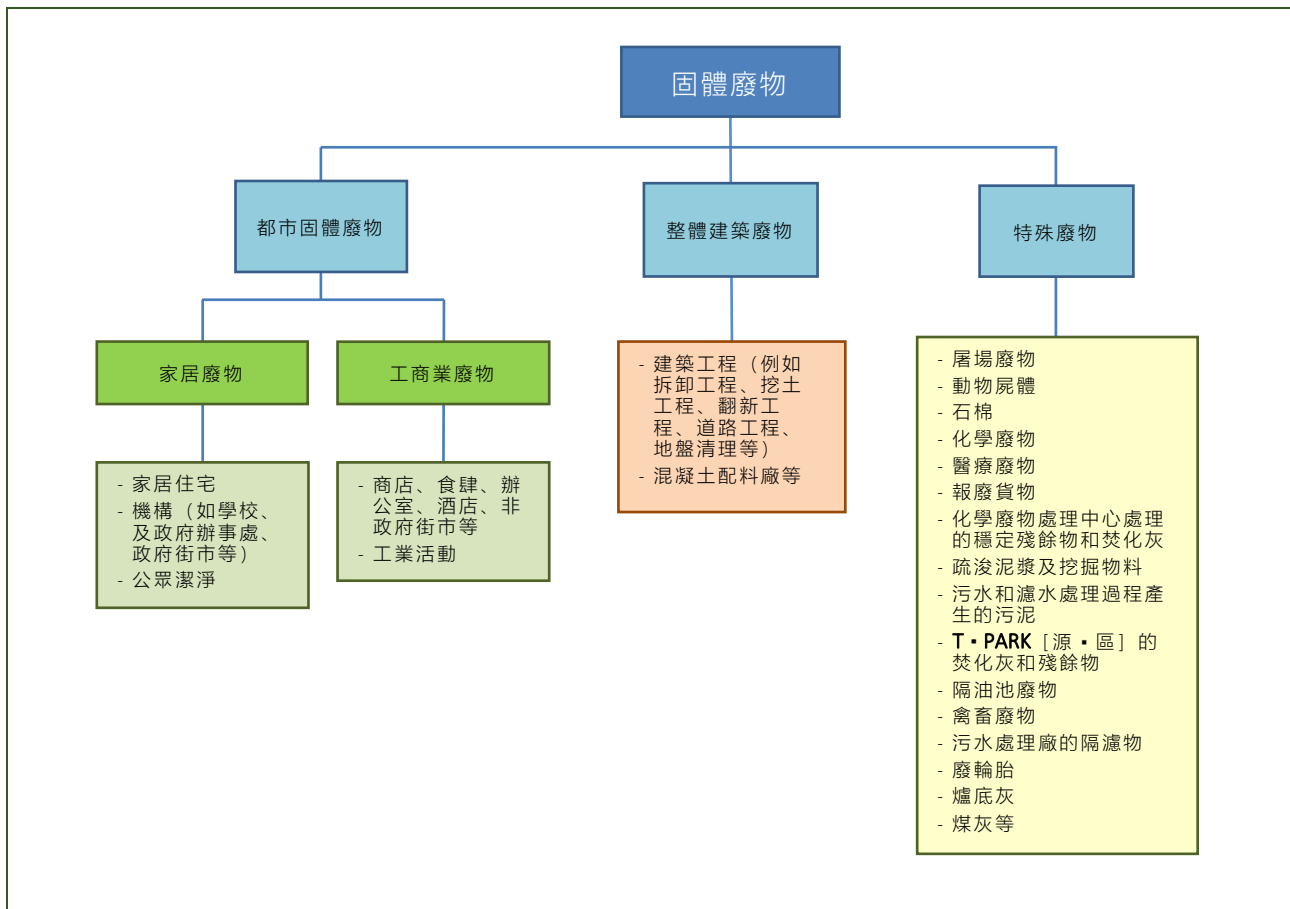 固體廢物
都市固體廢物
整體建築廢物
特殊廢物
家居廢物
工商業廢物
- 家居住宅
- 機構（如學校、
及政府辦事處、
政府街市等）
- 公眾潔淨
- 商店、食肆、辦
公室、酒店、非
政府街市等
- 工業活動
- 建築工程（例如
拆卸工程、挖土
工程、翻新工
程、道路工程、
地盤清理等）
- 混凝土配料廠等
- 屠場廢物
- 動物屍體
- 石棉
- 化學廢物
- 醫療廢物
- 報廢貨物
- 化學廢物處理中心處理
的穩定殘餘物和焚化灰
- 疏浚泥漿及挖掘物料
- 污水和濾水處理過程產
生的污泥
- T▪PARK［源▪區］的
焚化灰和殘餘物
- 隔油池廢物
- 禽畜廢物
- 污水處理廠的隔濾物
- 廢輪胎
- 爐底灰
- 煤灰等